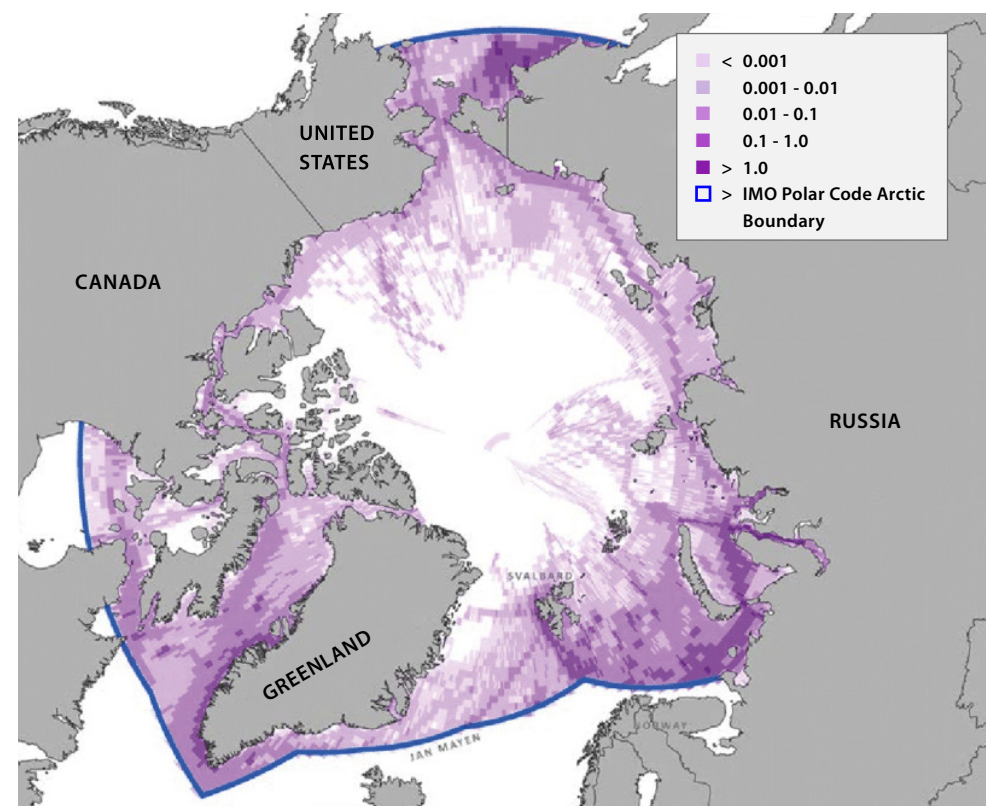 < 0.001
0.001 - 0.01
0.01 - 0.1
0.1 - 1.0
> 1.0
> IMO Polar Code Arctic
Boundary
UNITED
STATES
CANADA
RUSSIA
SVALBARD
GREENLAND
NORWAY
JAN MAYEN